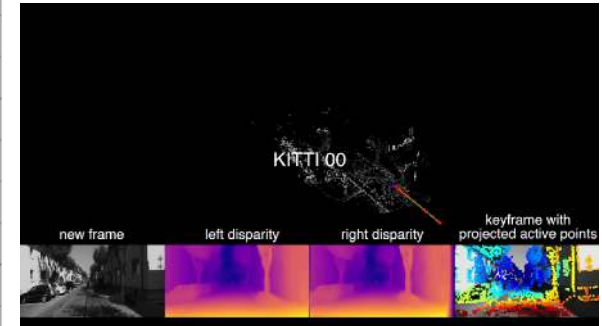 KITTI 00
new frame
left disparity
right disparity
keyframe with
projected active points